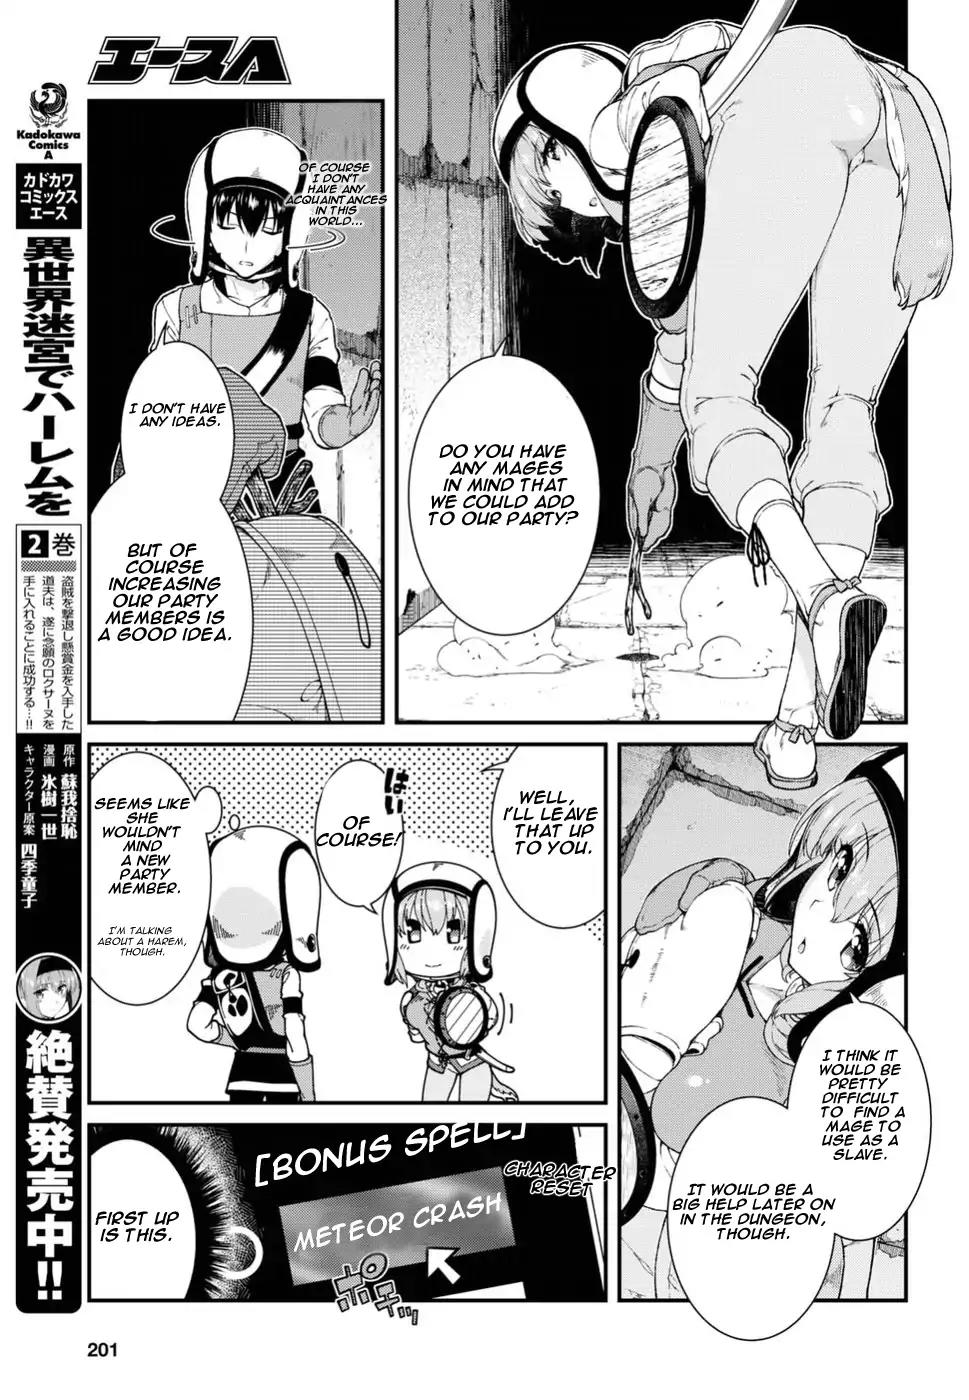 エースA
Kadokawa
Comics
A
カドカワ
コミックス
エース
異世界迷宮でハーレムを
2巻
盗賊を撃退し懸賞金を入手した
道夫は、遂に念願のロクサーヌを
手に入れることに成功する…!!
原作 蘇我捨恥
漫画 氷樹一世
キャラクター原案 四季童子
絶賛発売中!!
DO YOU HAVE
ANY MAGES
IN MIND THAT
WE COULD ADD
TO OUR PARTY?
OF COURSE
I DON'T
HAVE ANY
ACQUAINTANCES
IN THIS
WORLD...
I DON'T HAVE
ANY IDEAS.
BUT OF
COURSE
INCREASING
OUR PARTY
MEMBERS IS
A GOOD IDEA.
I THINK IT
WOULD BE
PRETTY
DIFFICULT
TO FIND A
MAGE TO
USE AS A
SLAVE.
IT WOULD BE A
BIG HELP LATER ON
IN THE DUNGEON,
THOUGH.
WELL,
I'LL LEAVE
THAT UP
TO YOU.
はい
OF
COURSE!
SEEMS LIKE
SHE
WOULDN'T
MIND
A NEW
PARTY
MEMBER.
I'M TALKING
ABOUT A HAREM,
THOUGH.
[BONUS SPELL]
CHARACTER
RESET
METEOR CRASH
ポチッ
FIRST UP
IS THIS.
201